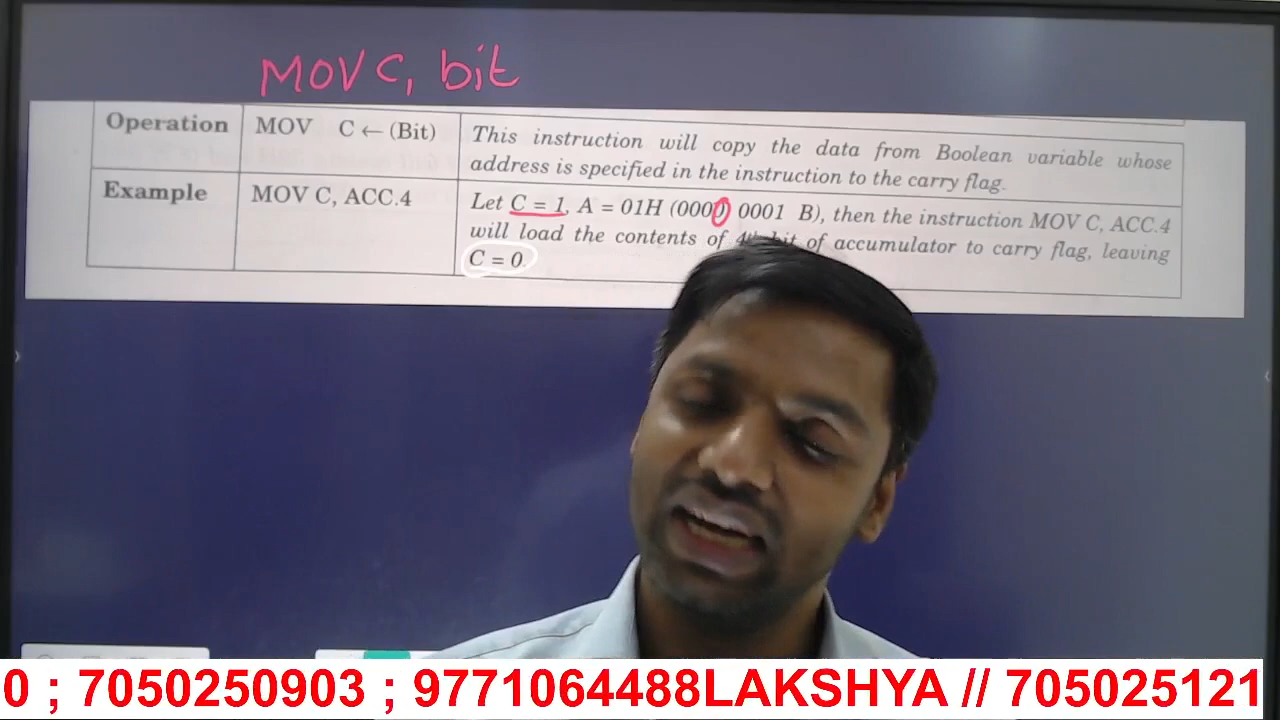 MOV C, bit
Operation
MOV C ← (Bit)
This instruction will copy the data from Boolean variable whose
address is specified in the instruction to the carry flag.
Example
MOV C, ACC.4
Let C = 1, A = 01H (0000 0001 B), then the instruction MOV C, ACC.4
will load the contents of 4th bit of accumulator to carry flag, leaving
C = 0
0 ; 7050250903 ; 9771064488LAKSHYA // 705025121